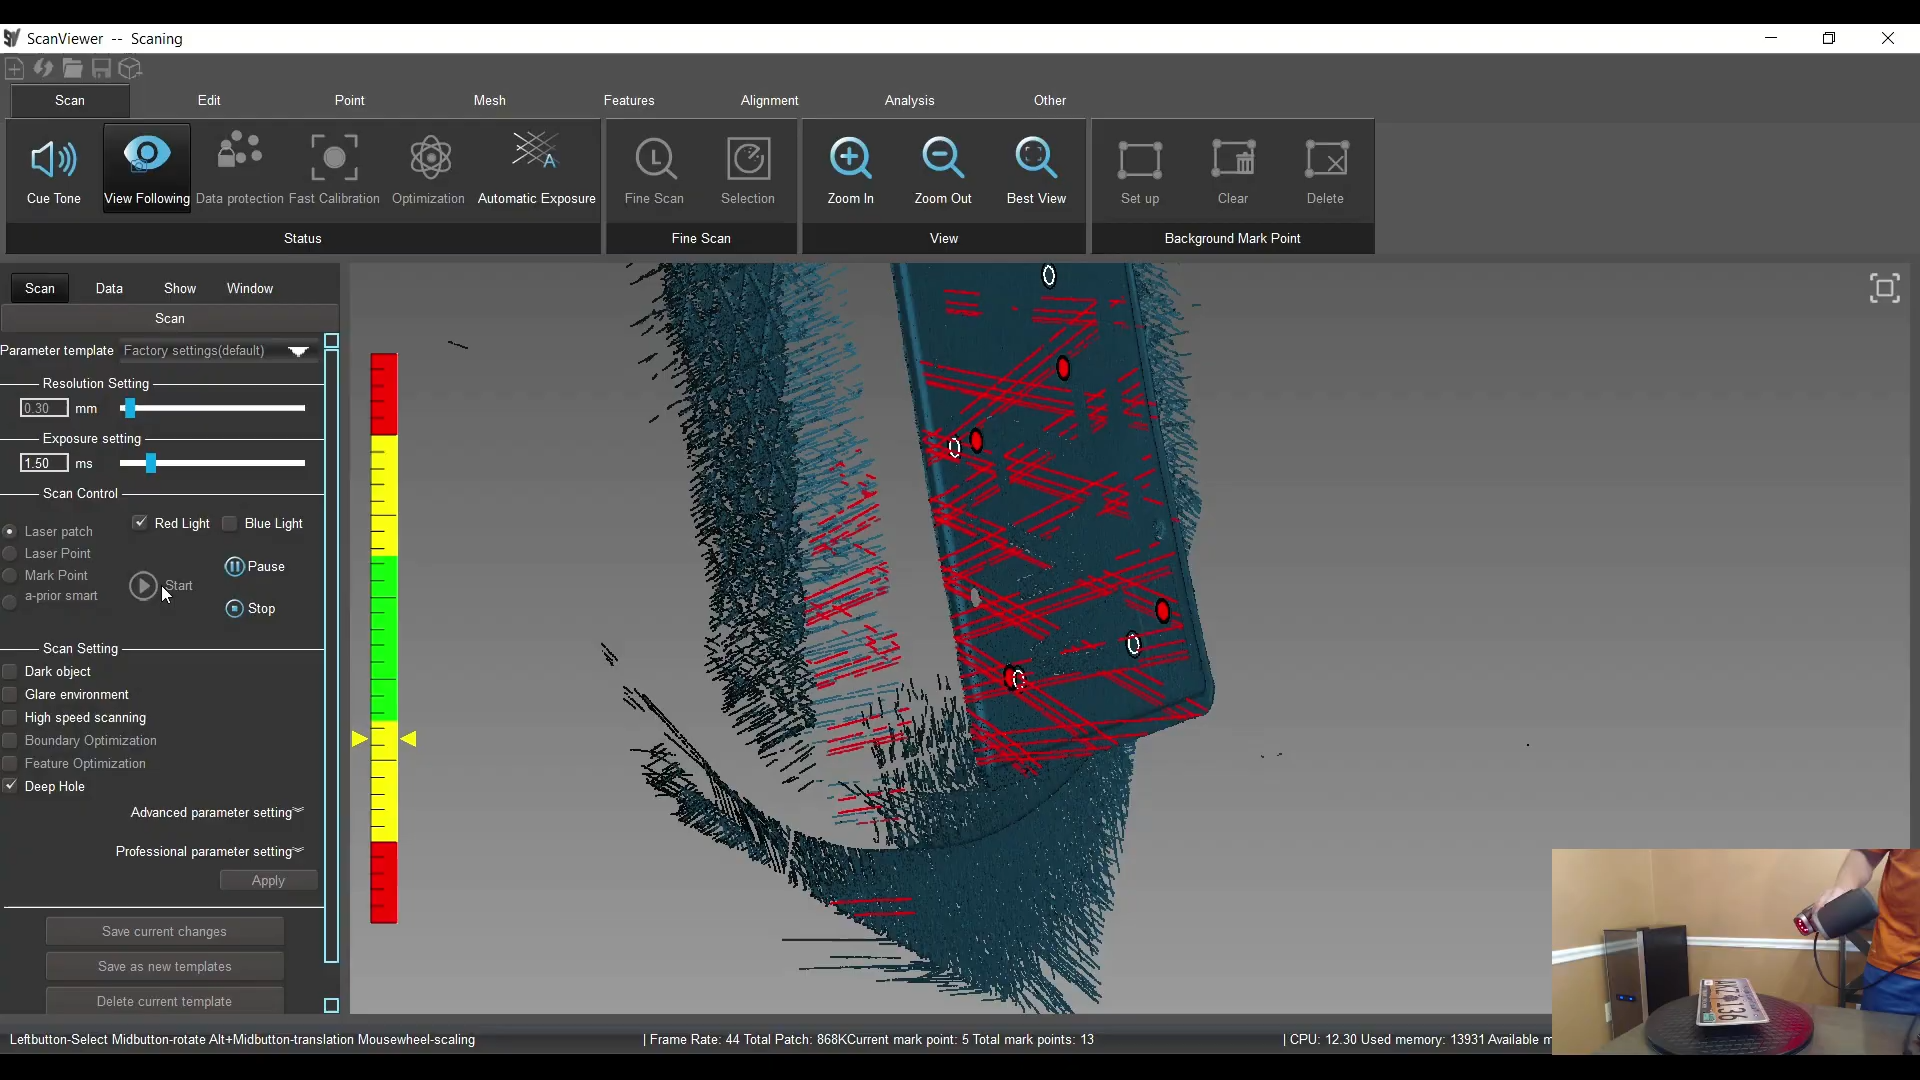 ScanViewer -- Scaning
Scan Edit Point Mesh Features Alignment Analysis Other
Cue Tone View Following Data protection Fast Calibration Optimization Automatic Exposure Fine Scan Selection Zoom In Zoom Out Best View Set up Clear Delete
Status Fine Scan View Background Mark Point
Scan Data Show Window
Scan
Parameter template Factory settings(default)
Resolution Setting
0.30 mm
Exposure setting
1.50 ms
Scan Control
Laser patch Red Light Blue Light
Laser Point Pause
Mark Point Start
a-prior smart Stop
Scan Setting
Dark object
Glare environment
High speed scanning
Boundary Optimization
Feature Optimization
Deep Hole
Advanced parameter setting
Professional parameter setting
Apply
Save current changes
Save as new templates
Delete current template
Leftbutton-Select Midbutton-rotate Alt+Midbutton-translation Mousewheel-scaling | Frame Rate: 44 Total Patch: 868KCurrent mark point: 5 Total mark points: 13 | CPU: 12.30 Used memory: 13931 Available m